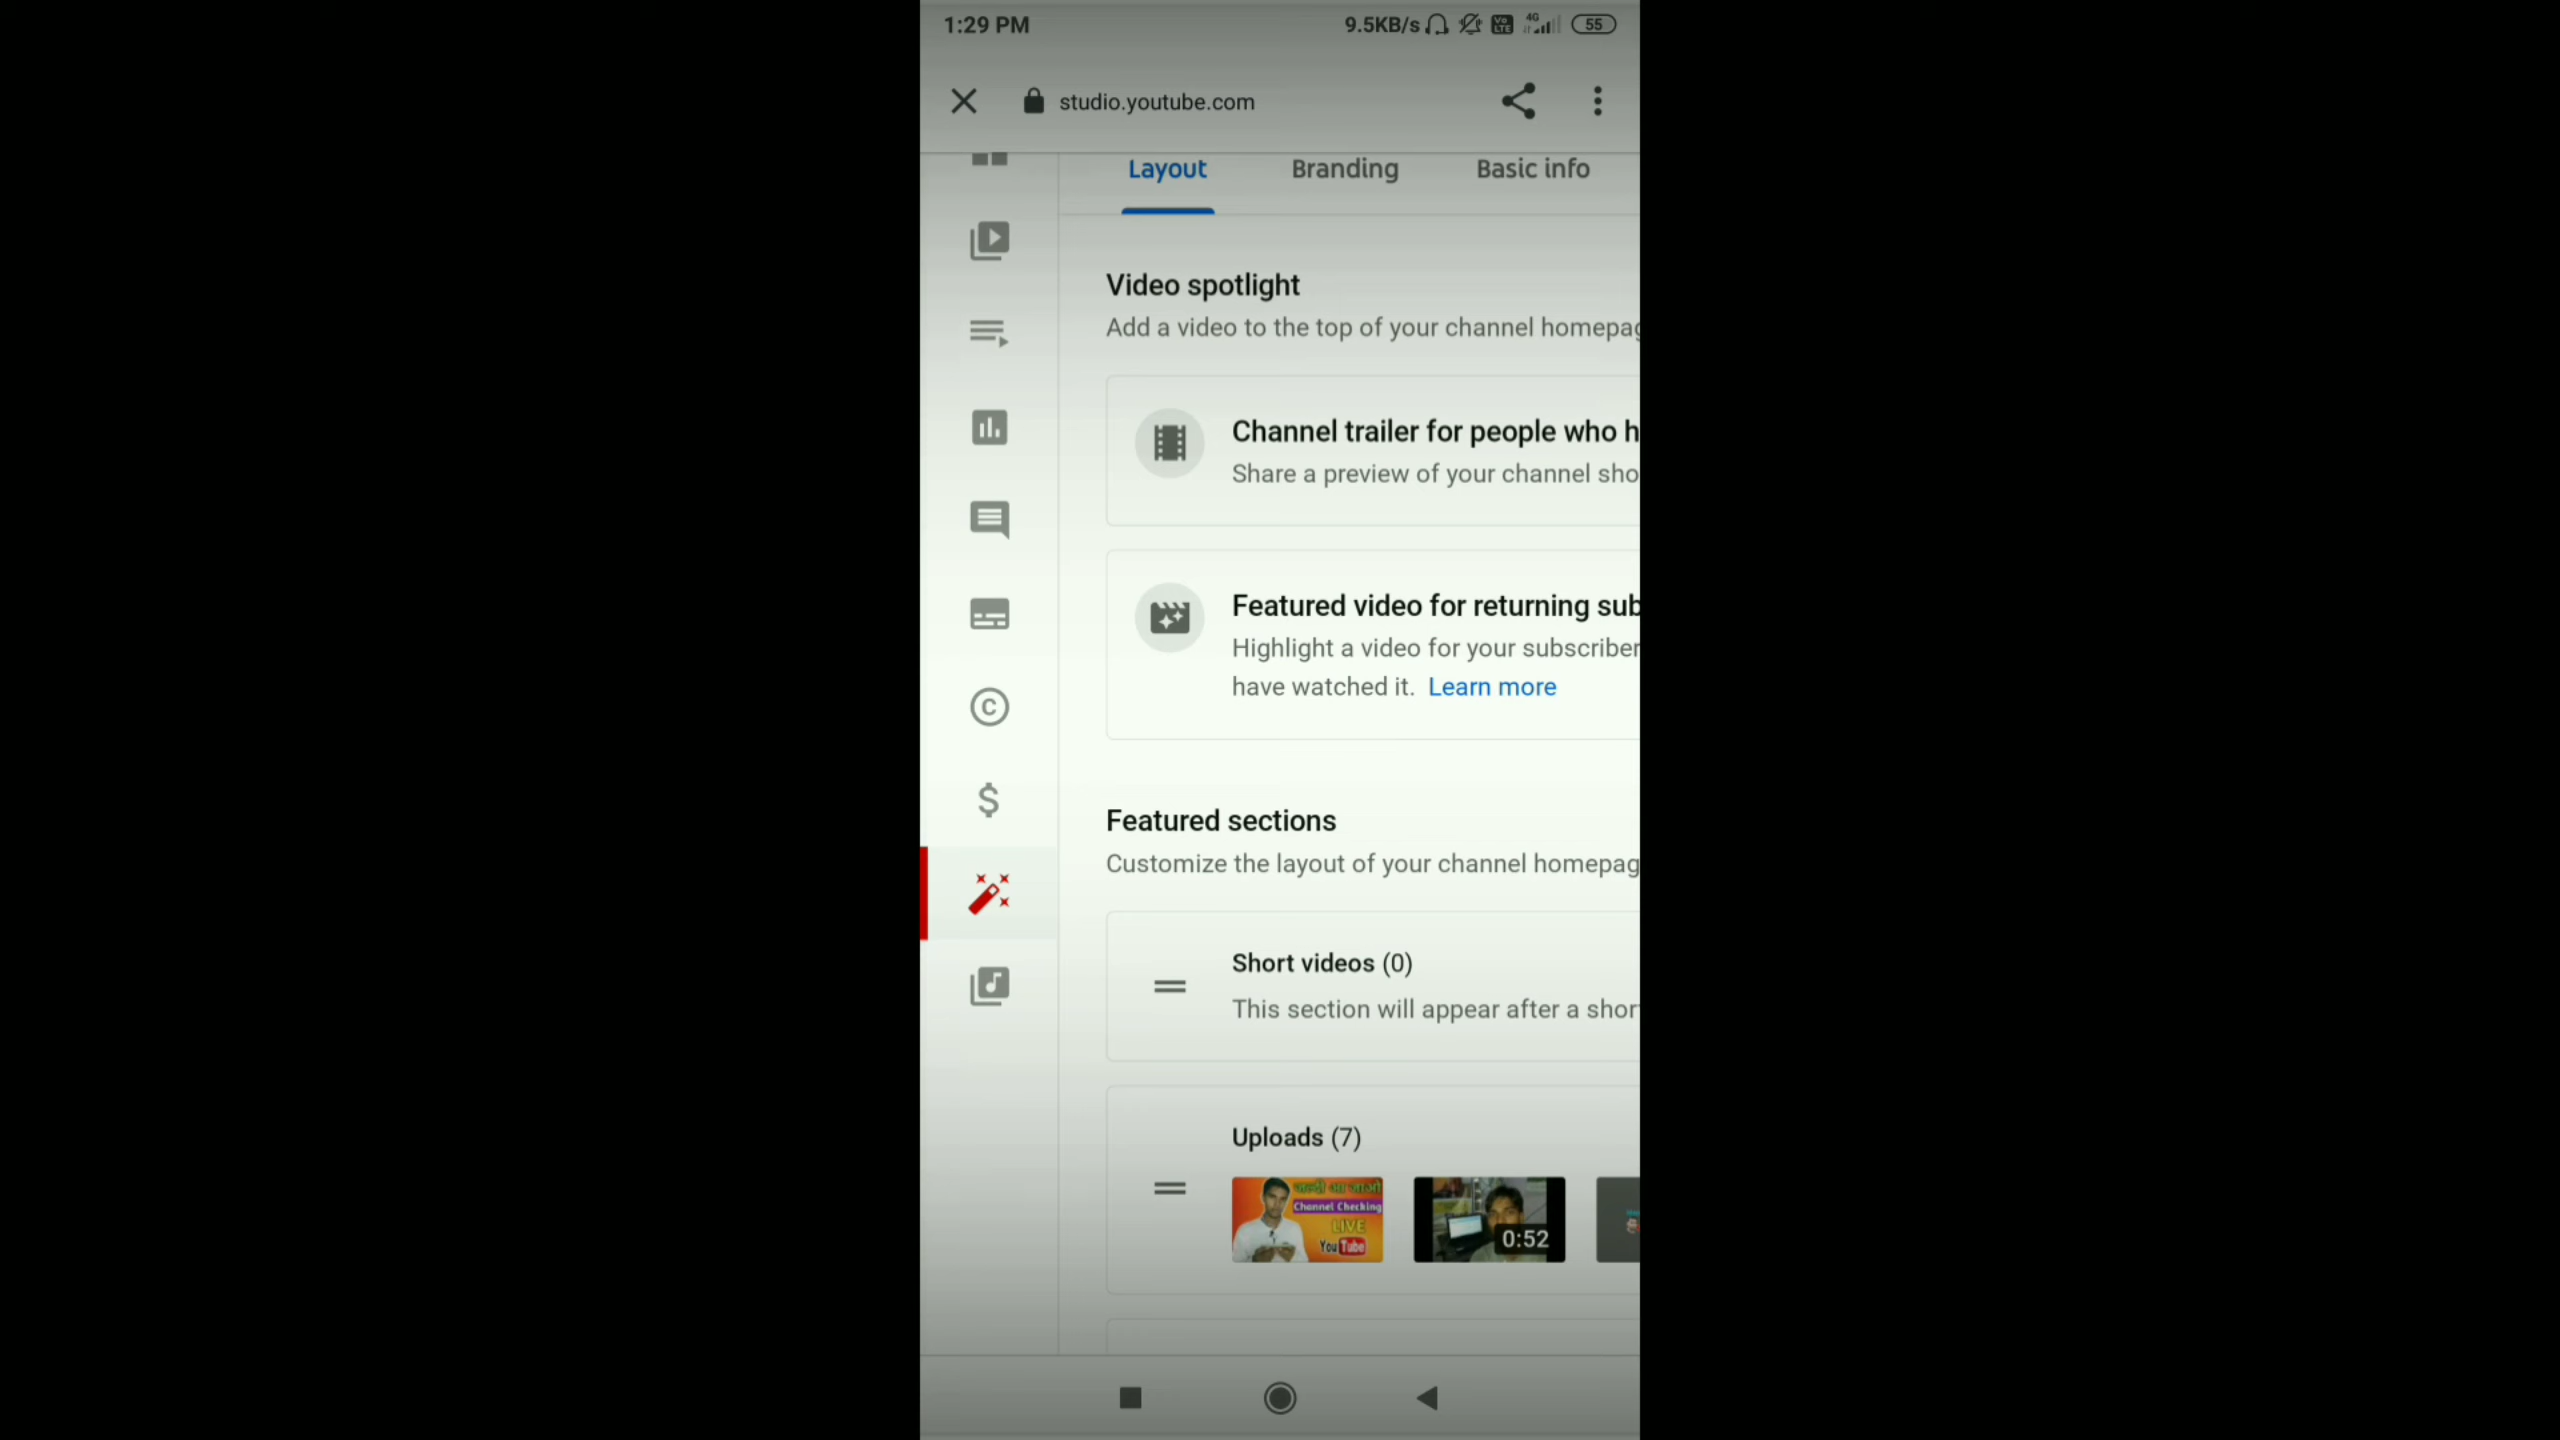 1:29 PM
9.5KB/s
Vo
LTE
4G
55
studio.youtube.com
Layout
Branding
Basic info
Video spotlight
Add a video to the top of your channel homepag
Channel trailer for people who h
Share a preview of your channel sho
Featured video for returning sub
Highlight a video for your subscriber
have watched it. Learn more
Featured sections
Customize the layout of your channel homepag
Short videos (0)
This section will appear after a shor
Uploads (7)
जल्दी आ जाओ
Channel Checking
LIVE
YouTube
0:52